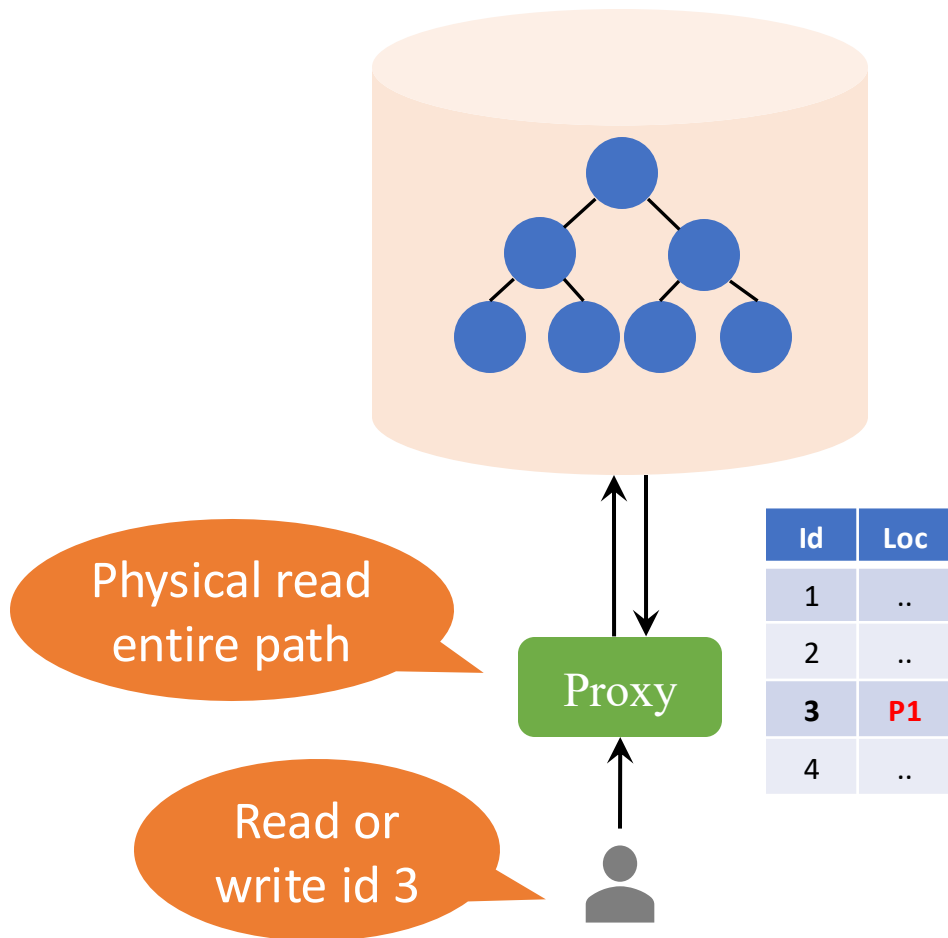 Physical read
entire path
Proxy
Id Loc
1 ..
2 ..
3 P1
4 ..
Read or
write id 3